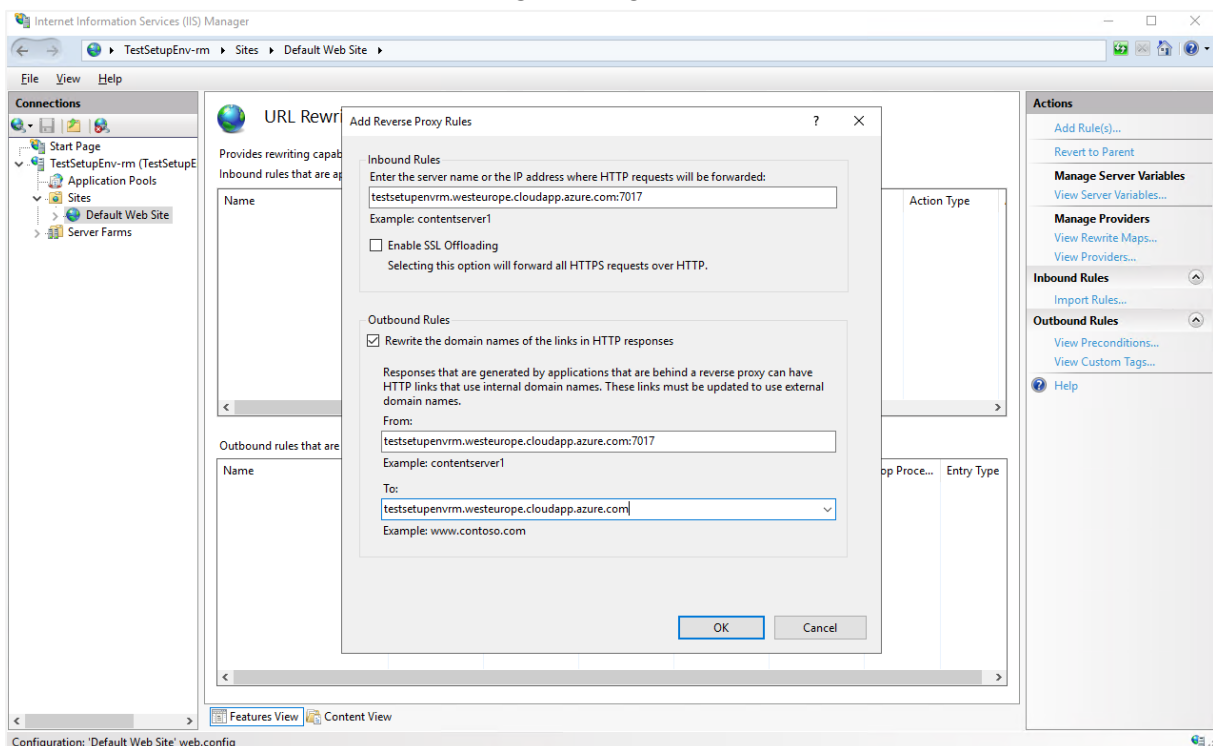 Internet Information Services (IIS) Manager
TestSetupEnv-rm
Sites
Default Web Site
File View Help
Connections
Start Page
TestSetupEnv-rm (TestSetupE
Application Pools
Sites
Default Web Site
Server Farms
URL Rewri
Provides rewriting capab
Inbound rules that are ap
Name
Action Type
Outbound rules that are
Name
op Proce...
Entry Type
Add Reverse Proxy Rules
?
Inbound Rules
Enter the server name or the IP address where HTTP requests will be forwarded:
testsetupenvrm.westeurope.cloudapp.azure.com:7017
Example: contentserver1
Enable SSL Offloading
Selecting this option will forward all HTTPS requests over HTTP.
Outbound Rules
Rewrite the domain names of the links in HTTP responses
Responses that are generated by applications that are behind a reverse proxy can have
HTTP links that use internal domain names. These links must be updated to use external
domain names.
From:
testsetupenvrm.westeurope.cloudapp.azure.com:7017
Example: contentserver1
To:
testsetupenvrm.westeurope.cloudapp.azure.com
Example: www.contoso.com
OK
Cancel
Actions
Add Rule(s)...
Revert to Parent
Manage Server Variables
View Server Variables...
Manage Providers
View Rewrite Maps...
View Providers...
Inbound Rules
Import Rules...
Outbound Rules
View Preconditions...
View Custom Tags...
Help
Features View
Content View
Configuration: 'Default Web Site' web.config